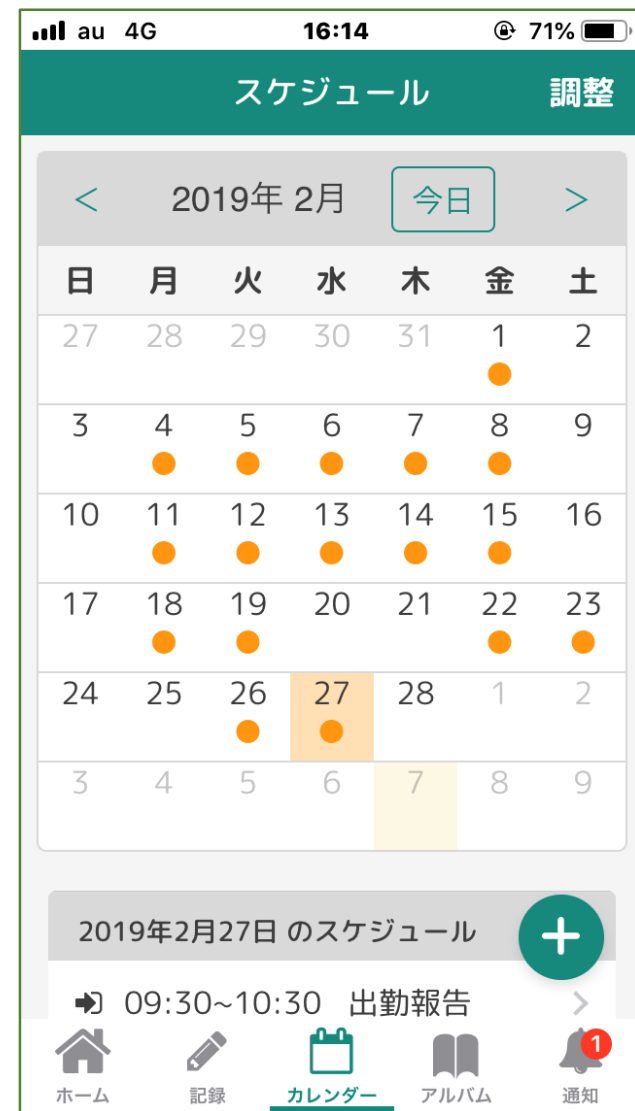 au 4G 16:14 71%
スケジュール 調整
< 2019年 2月 今日 >
日 月 火 水 木 金 土
27 28 29 30 31 1 2
3 4 5 6 7 8 9
10 11 12 13 14 15 16
17 18 19 20 21 22 23
24 25 26 27 28 1 2
3 4 5 6 7 8 9
2019年2月27日 のスケジュール +
09:30~10:30 出勤報告 >
1
ホーム 記録 カレンダー アルバム 通知